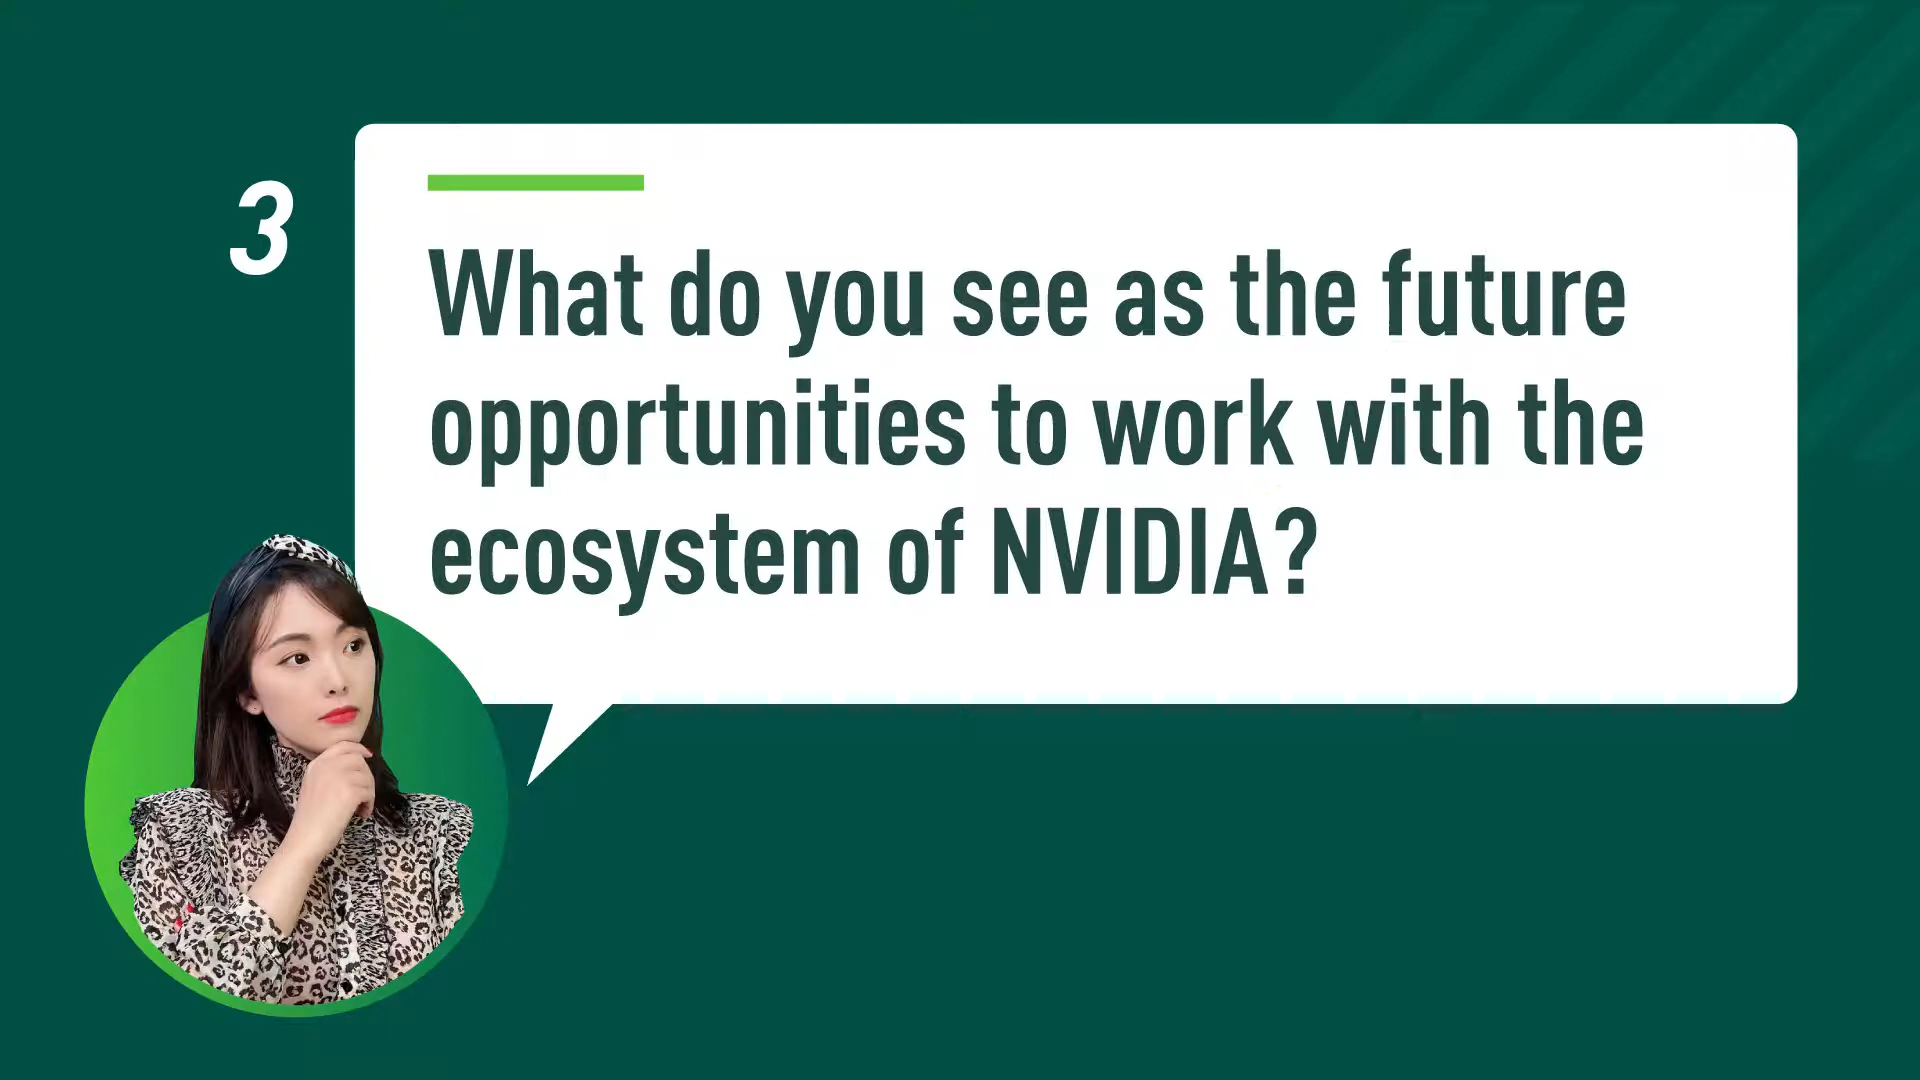 3
What do you see as the future
opportunities to work with the
ecosystem of NVIDIA?